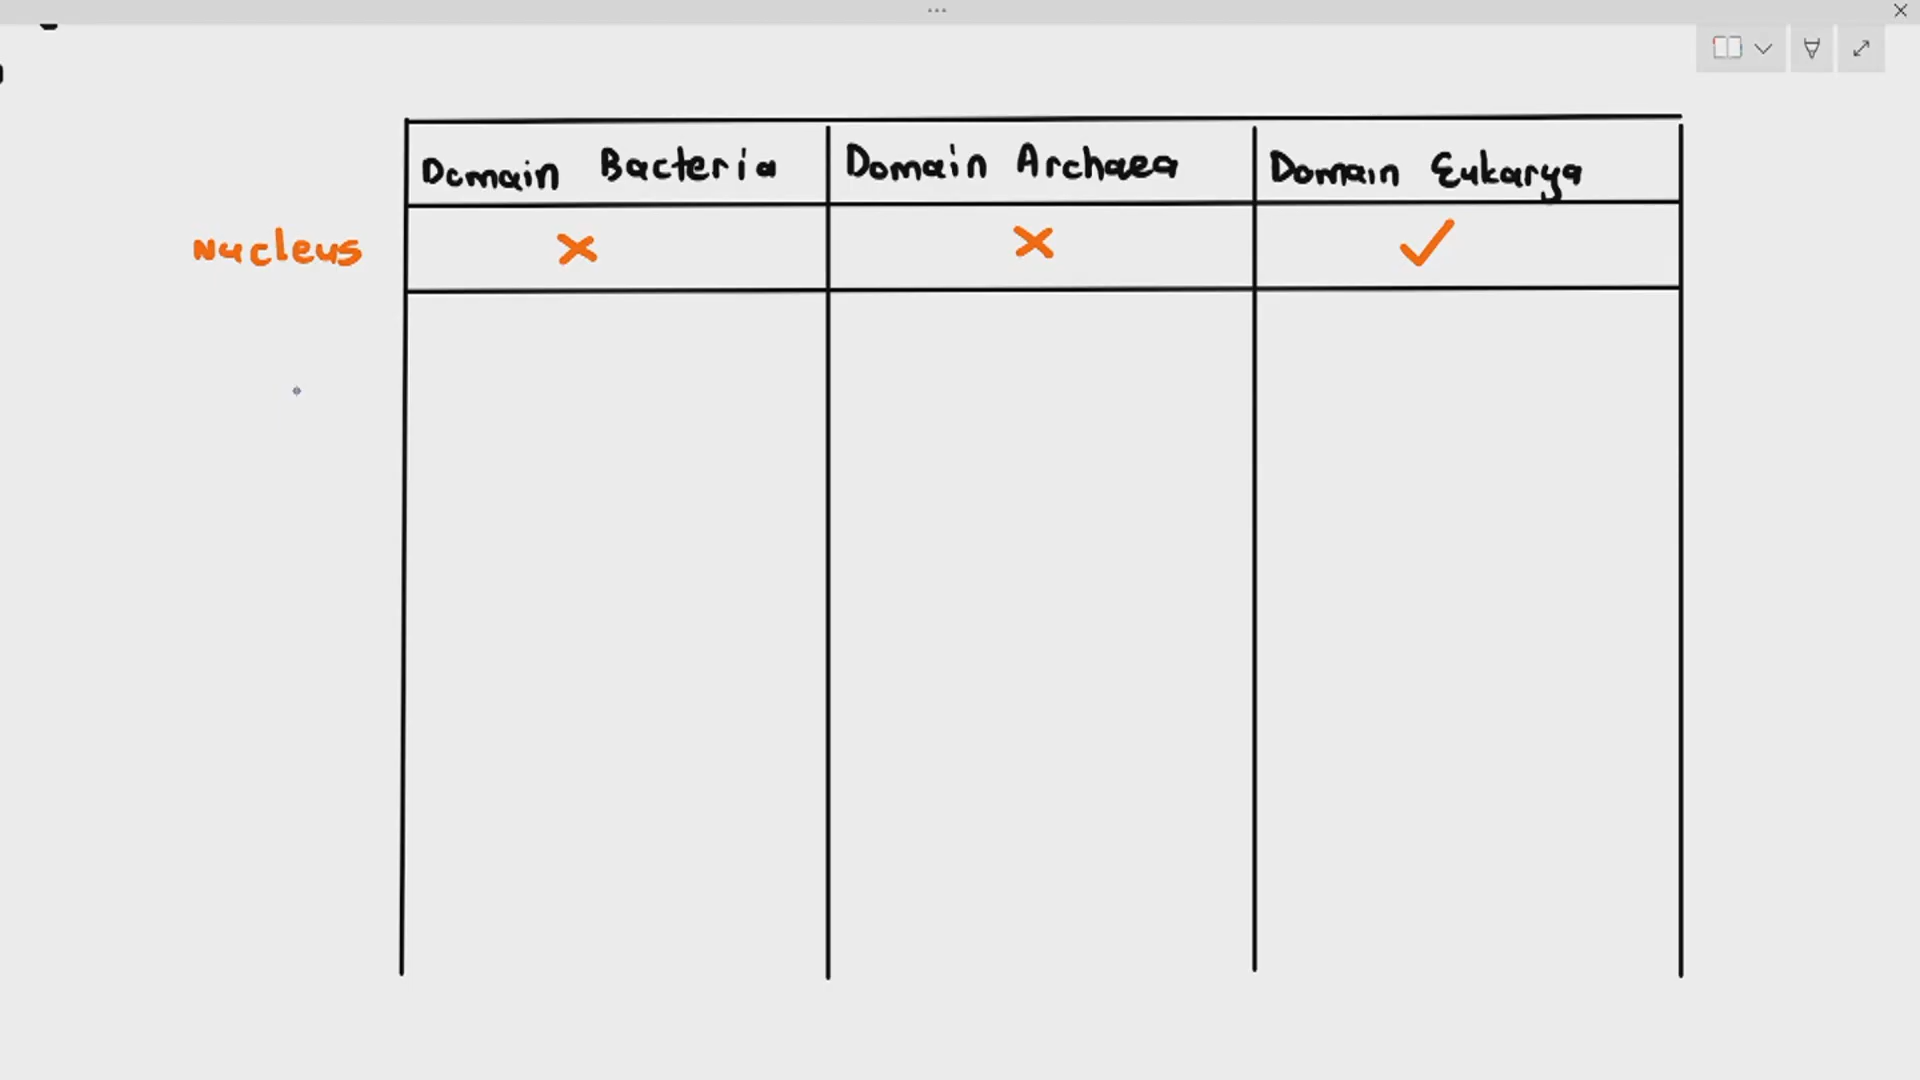 Domain Bacteria Domain Archaea Domain Eukarya
Nucleus ✗ ✗ ✓